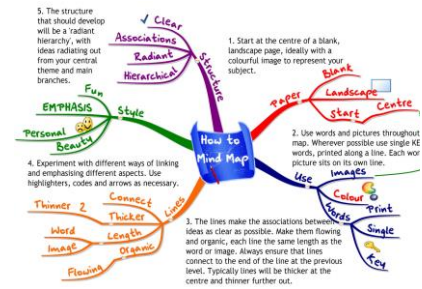 5. The structure
that should develop
will be a 'radiant
hierarchy', with
ideas radiating out
from your central
theme and main
branches.
Clear
Associations
Radiant
Hierarchical
Structure
1. Start at the centre of a blank,
landscape page, ideally with a
colourful image to represent your
subject.
Blank
Landscape
Paper
Start
Centre
Fun
EMPHASIS
Style
Personal
Beauty
How to
Mind Map
2. Use words and pictures throughout
map. Wherever possible use single KE
words, printed along a line. Each wor
picture sits on its own line.
4. Experiment with different ways of linking
and emphasising different aspects. Use
highlighters, codes and arrows as necessary.
Use
Images
Colour
Words
Print
Single
Key
Connect
Thinner 2
Thicker
Lines
Word
Length
Image
Organic
Flowing
3. The lines make the associations between
ideas as clear as possible. Make them flowing
and organic, each line the same length as the
word or image. Always ensure that lines
connect to the end of the line at the previous
level. Typically lines will be thicker at the
centre and thinner further out.